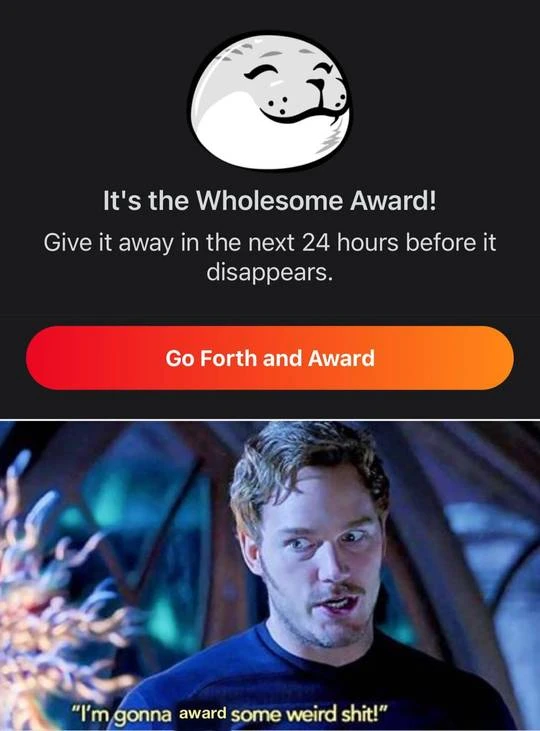 It's the Wholesome Award!
Give it away in the next 24 hours before it
disappears.
Go Forth and Award
"I'm gonna award some weird shit!"